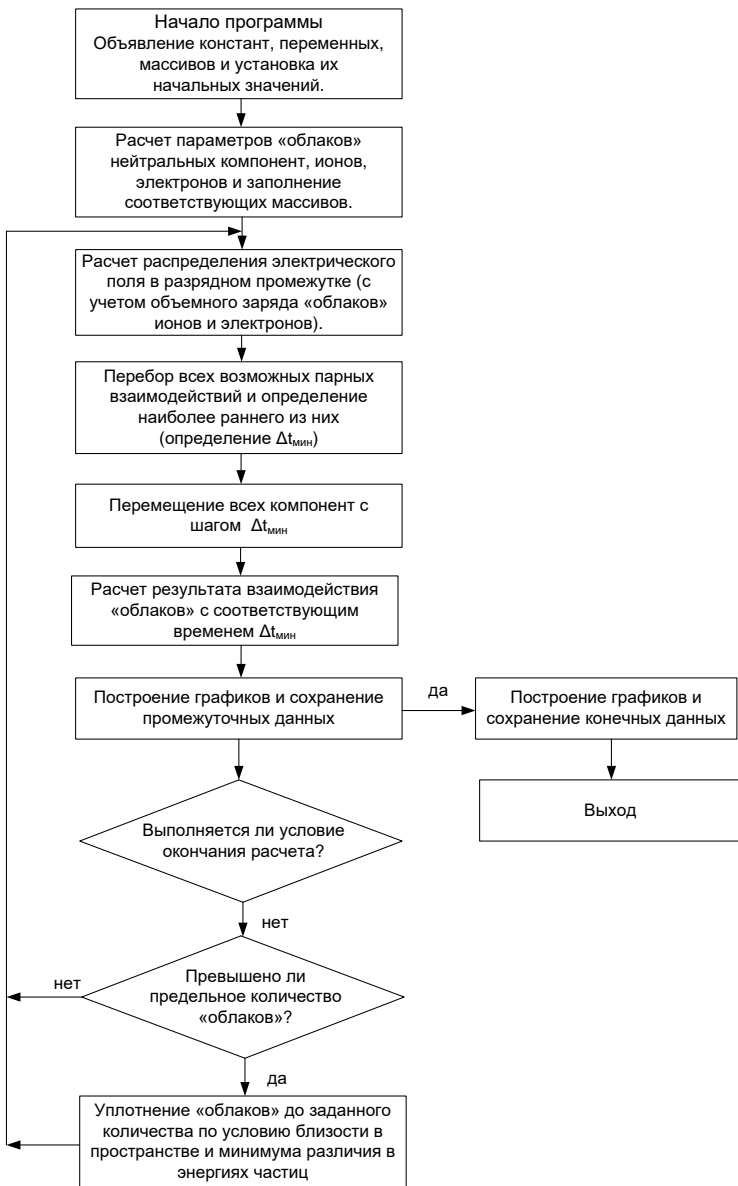 Начало программы
Объявление констант, переменных,
массивов и установка их
начальных значений.
Расчет параметров «облаков»
нейтральных компонент, ионов,
электронов и заполнение
соответствующих массивов.
Расчет распределения электрического
поля в разрядном промежутке (с
учетом объемного заряда «облаков»
ионов и электронов).
Перебор всех возможных парных
взаимодействий и определение
наиболее раннего из них
(определение Δtмин)
Перемещение всех компонент с
шагом Δtмин
Расчет результата взаимодействия
«облаков» с соответствующим
временем Δtмин
Построение графиков и сохранение
промежуточных данных
да
Построение графиков и
сохранение конечных данных
Выход
Выполняется ли условие
окончания расчета?
нет
Превышено ли
предельное количество
«облаков»?
нет
да
Уплотнение «облаков» до заданного
количества по условию близости в
пространстве и минимума различия в
энергиях частиц